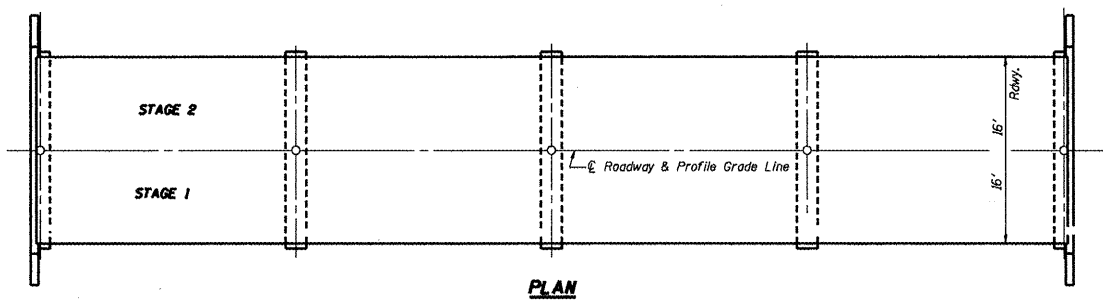 STAGE 2
STAGE 1
℄ Roadway & Profile Grade Line
16'
16'
Rdwy.
PLAN